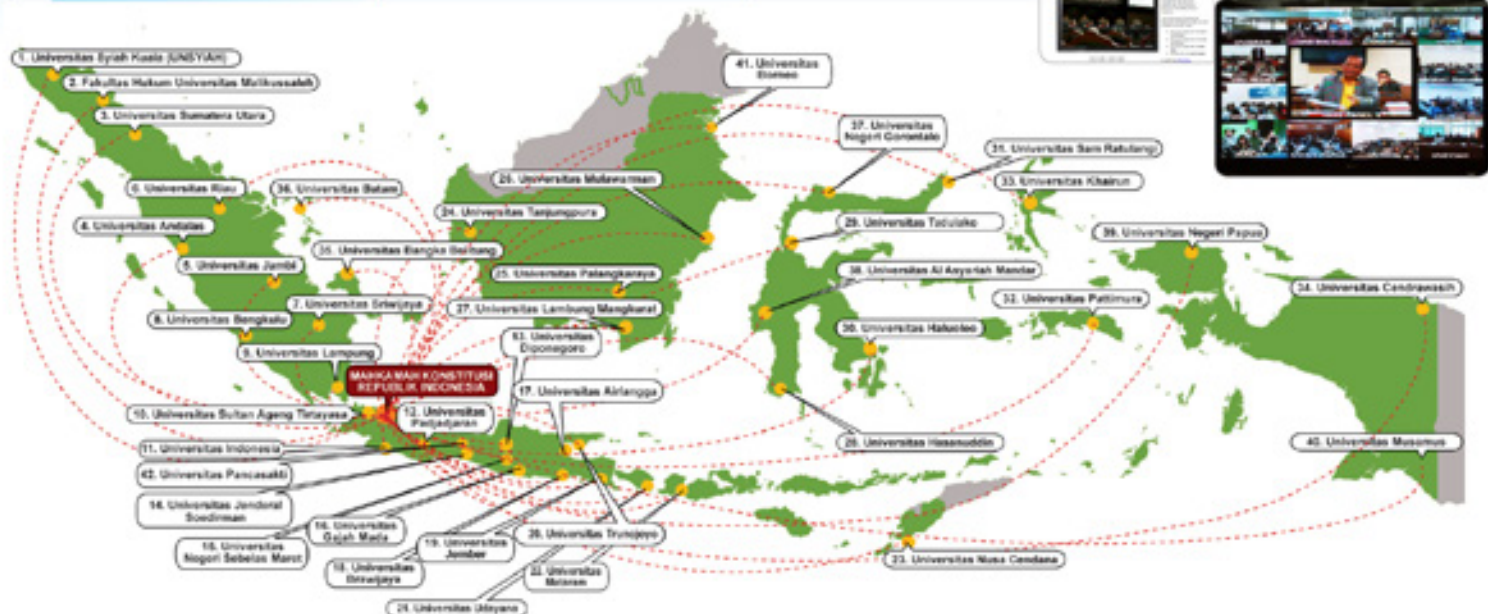 1. Universitas Syiah Kuala (UNSYIAH)
2. Fakultas Hukum Universitas Malikussaleh
3. Universitas Sumatera Utara
41. Universitas
Borneo
37. Universitas
Negeri Gorontalo
31. Universitas Sam Ratulangi
6. Universitas Riau
36. Universitas Batam
26. Universitas Mulawarman
33. Universitas Khairun
4. Universitas Andalas
24. Universitas Tanjungpura
29. Universitas Tadulako
39. Universitas Negeri Papua
35. Universitas Bangka Belitung
5. Universitas Jambi
25. Universitas Palangkaraya
38. Universitas Al Asyariah Mandar
34. Universitas Cendrawasih
7. Universitas Sriwijaya
27. Universitas Lambung Mangkurat
32. Universitas Pattimura
8. Universitas Bengkulu
30. Universitas Haluoleo
13. Universitas
Diponegoro
9. Universitas Lampung
MAHKAMAH KONSTITUSI
REPUBLIK INDONESIA
17. Universitas Airlangga
10. Universitas Sultan Ageng Tirtayasa
12. Universitas
Padjadjaran
28. Universitas Hasanuddin
40. Universitas Musamus
11. Universitas Indonesia
42. Universitas Pancasakti
14. Universitas Jenderal
Soedirman
16. Universitas
Gajah Mada
20. Universitas Trunojoyo
15. Universitas
Negeri Sebelas Maret
19. Universitas
Jember
23. Universitas Nusa Cendana
18. Universitas
Brawijaya
22. Universitas
Mataram
21. Universitas Udayana